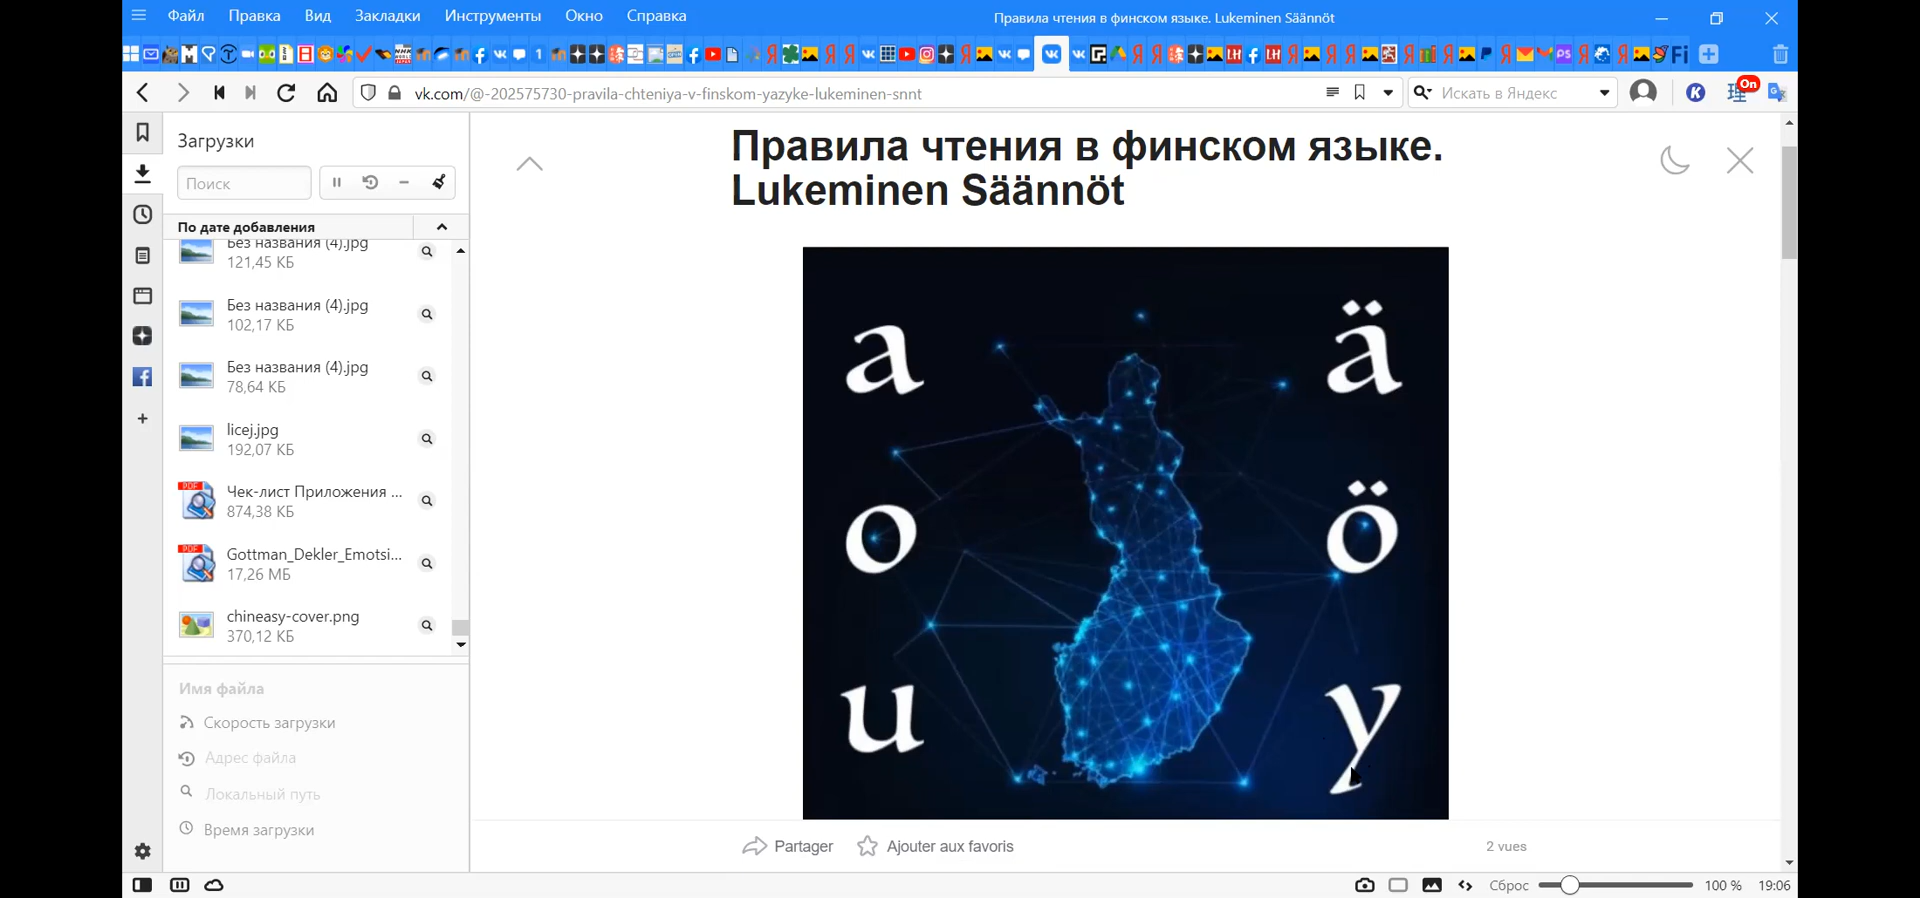 Файл Правка Вид Закладки Инструменты Окно Справка
Правила чтения в финском языке. Lukeminen Säännöt
vk.com/@-202575730-pravila-chteniya-v-finskom-yazyke-lukeminen-snnt
Искать в Яндекс
On
Загрузки
Поиск
По дате добавления
Без названия (4).jpg
121,45 КБ
Без названия (4).jpg
102,17 КБ
Без названия (4).jpg
78,64 КБ
licej.jpg
192,07 КБ
Чек-лист Приложения ...
874,38 КБ
Gottman_Dekler_Emotsi...
17,26 МБ
chineasy-cover.png
370,12 КБ
Имя файла
Скорость загрузки
Адрес файла
Локальный путь
Время загрузки
Правила чтения в финском языке.
Lukeminen Säännöt
a ä
o ö
u y
Partager Ajouter aux favoris 2 vues
Сброс 100 % 19:06